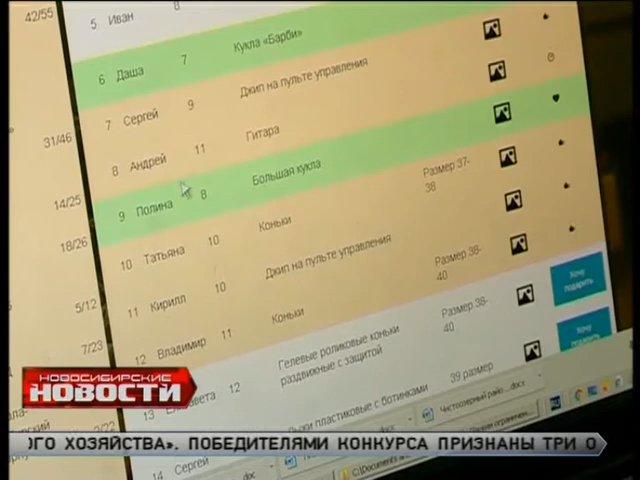 42/55
31/46
14/25
18/26
5/12
7/23
5 Иван 8
6 Даша 7 Кукла «Барби»
7 Сергей 9 Джип на пульте управления
8 Андрей 11 Гитара
9 Полина 8 Большая кукла
10 Татьяна 10 Коньки Размер 37-
38
11 Кирилл 10 Джип на пульте управления
12 Владимир 11 Коньки Размер 38-
40
13 12 Гелевые роликовые коньки
раздвижные с защитой Размер 38-
40
14 Сергей пластиковые с ботинками 39 размер
Хочу
подарить
Хочу
подарить
НОВОСИБИРСКИЕ
НОВОСТИ
ОГО ХОЗЯЙСТВА». ПОБЕДИТЕЛЯМИ КОНКУРСА ПРИЗНАНЫ ТРИ О